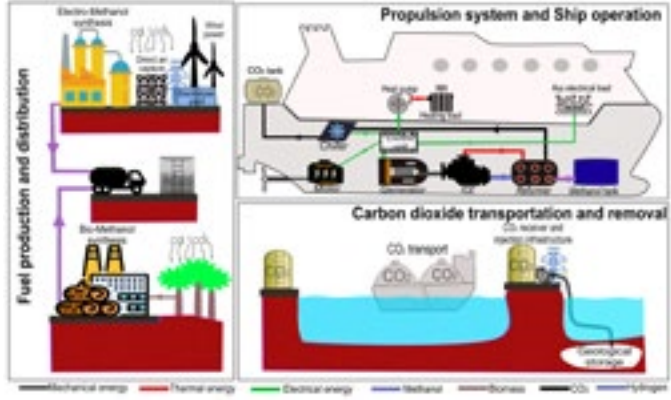 Fuel production and distribution
Electro-Methanol
synthesis
Wind
power
Direct air
capture
Bio-Methanol
synthesis
Propulsion system and Ship operation
CO₂ tank
Heat pump
Heating load
Aux electrical load
Chiller
Methanol tank
Carbon dioxide transportation and removal
CO₂ transport
CO₂
CO₂
CO₂
CO₂
CO₂ receiver and
injection infrastructure
Geological
storage
Mechanical energy
Thermal energy
Electrical energy
Methanol
Biomass
CO₂
Hydrogen